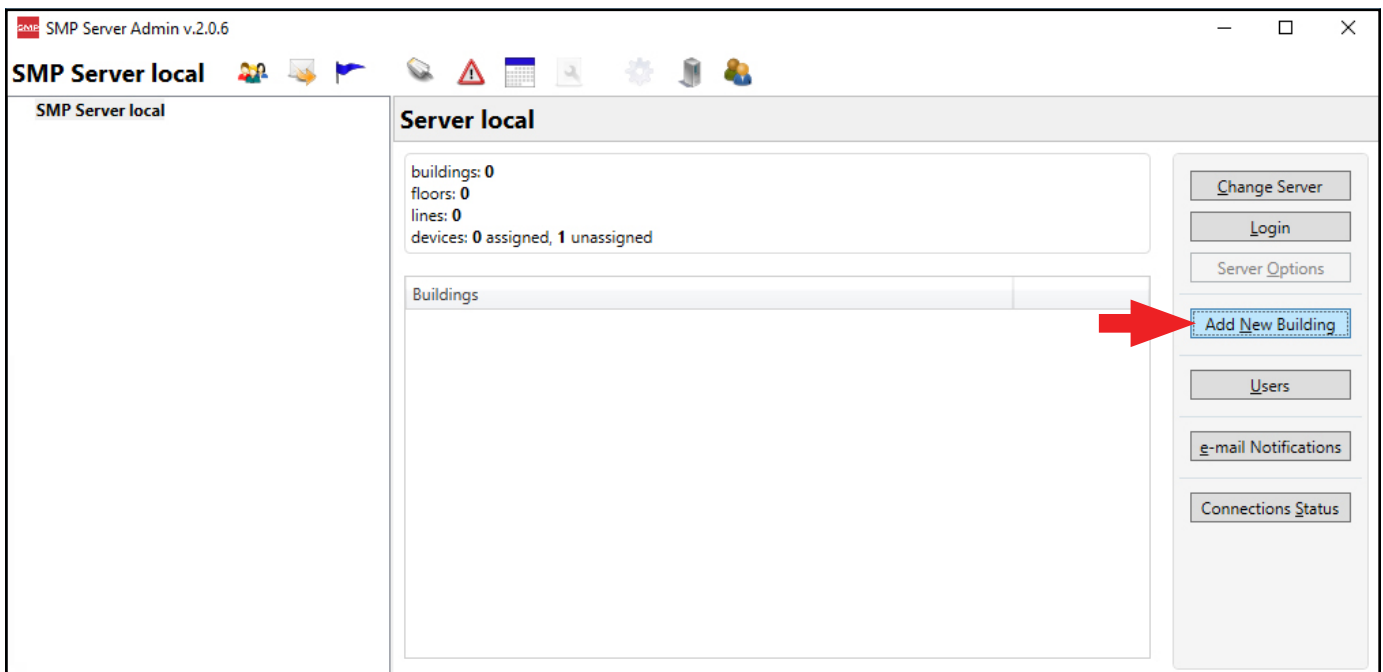 SMP SMP Server Admin v.2.0.6
SMP Server local
SMP Server local
Server local
buildings: 0
floors: 0
lines: 0
devices: 0 assigned, 1 unassigned
Buildings
Change Server
Login
Server Options
Add New Building
Users
e-mail Notifications
Connections Status